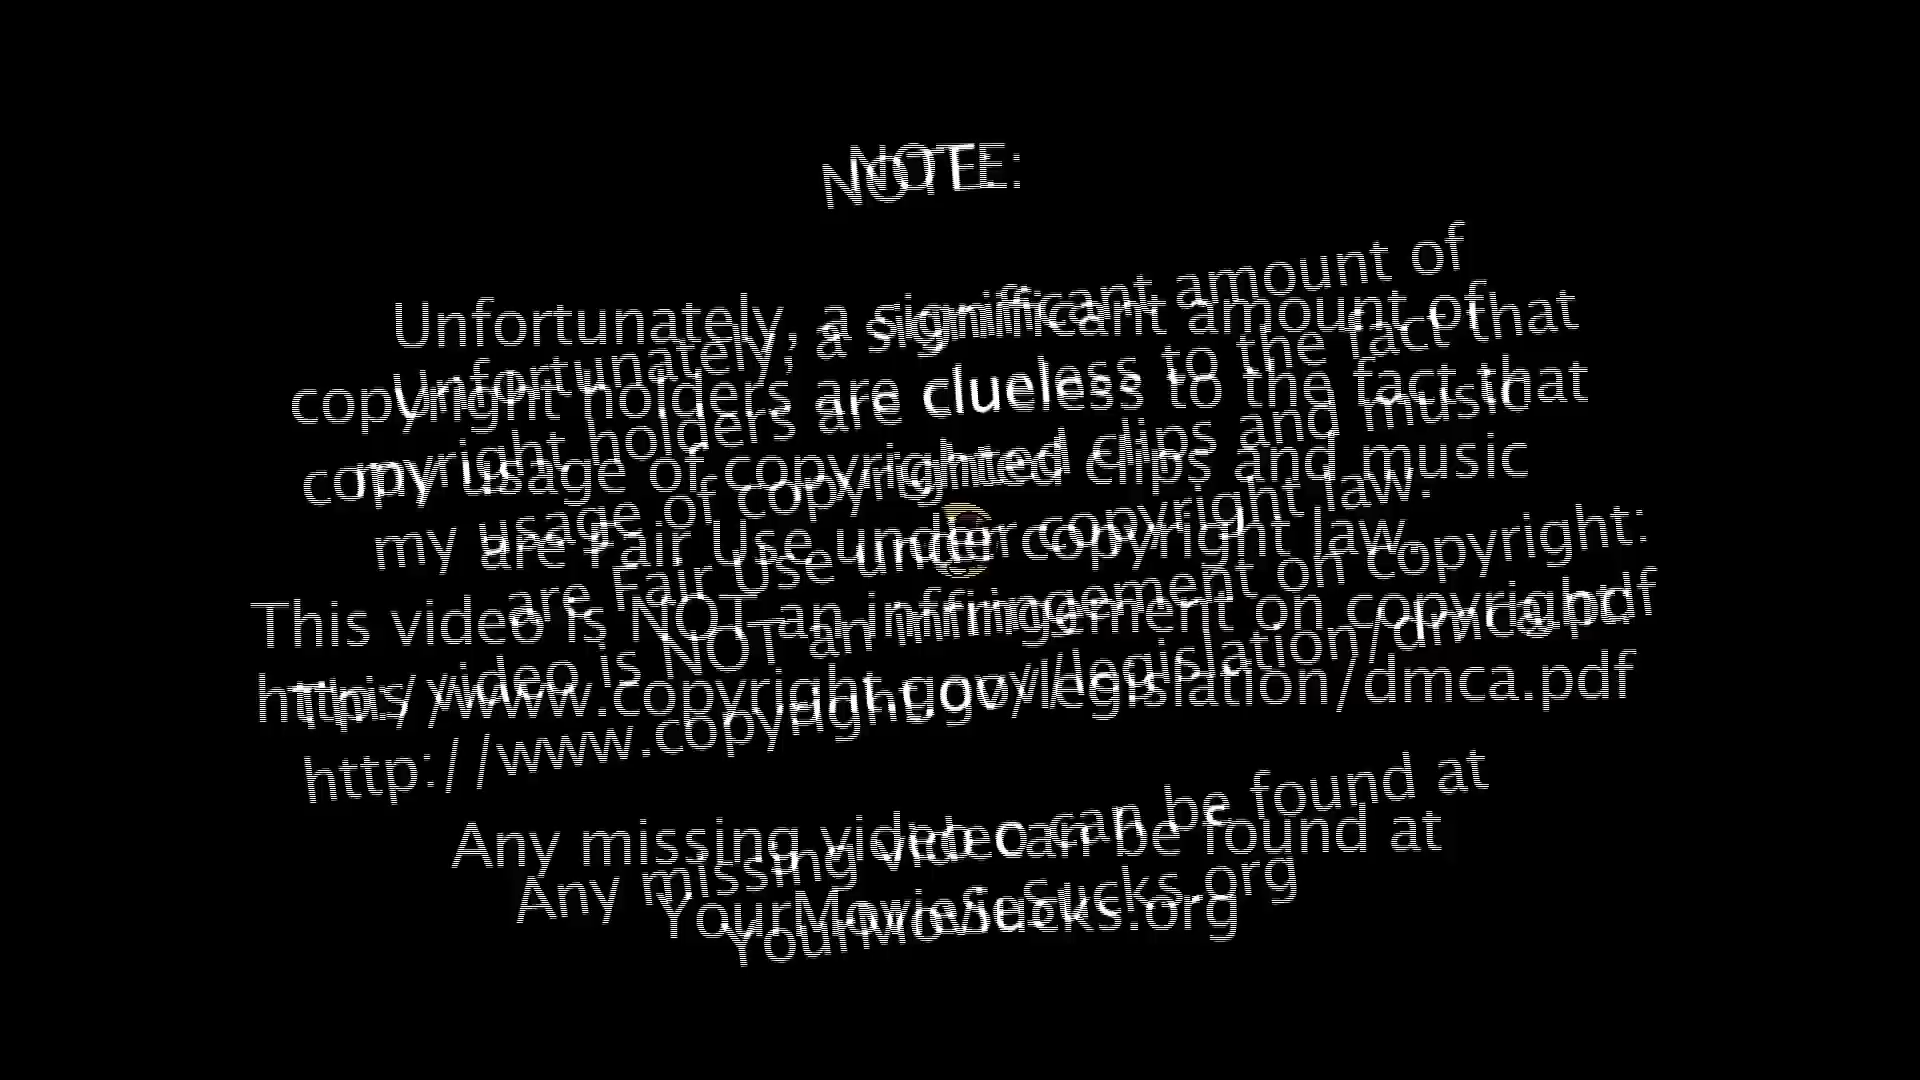 NOTE:
Unfortunately, a significant amount of
copyright holders are clueless to the fact that
my usage of copyrighted clips and music
are Fair Use under copyright law.
This video is NOT an infringement on copyright:
http://www.copyright.gov/legislation/dmca.pdf
Any missing video can be found at
YourMovieSucks.org